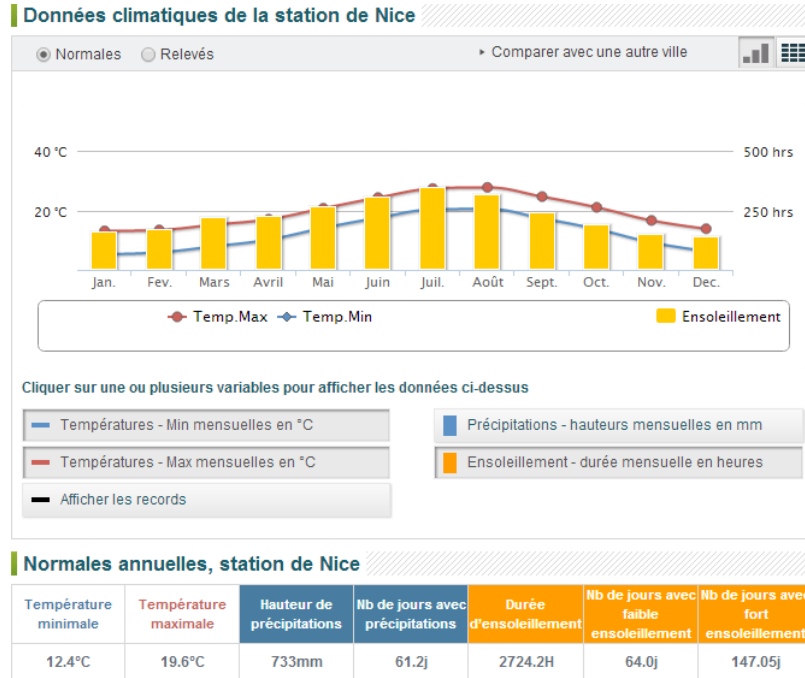 Données climatiques de la station de Nice
Normales Relevés Comparer avec une autre ville
40 °C 500 hrs
20 °C 250 hrs
Jan. Fev. Mars Avril Mai Juin Juil. Août Sept. Oct. Nov. Dec.
Temp.Max Temp.Min Ensoleillement
Cliquer sur une ou plusieurs variables pour afficher les données ci-dessus
Températures - Min mensuelles en °C Précipitations - hauteurs mensuelles en mm
Températures - Max mensuelles en °C Ensoleillement - durée mensuelle en heures
Afficher les records
Normales annuelles, station de Nice
Température minimale
Température maximale
Hauteur de précipitations
Nb de jours avec précipitations
Durée d'ensoleillement
Nb de jours avec faible ensoleillement
Nb de jours avec fort ensoleillement
12.4°C 19.6°C 733mm 61.2j 2724.2H 64.0j 147.05j